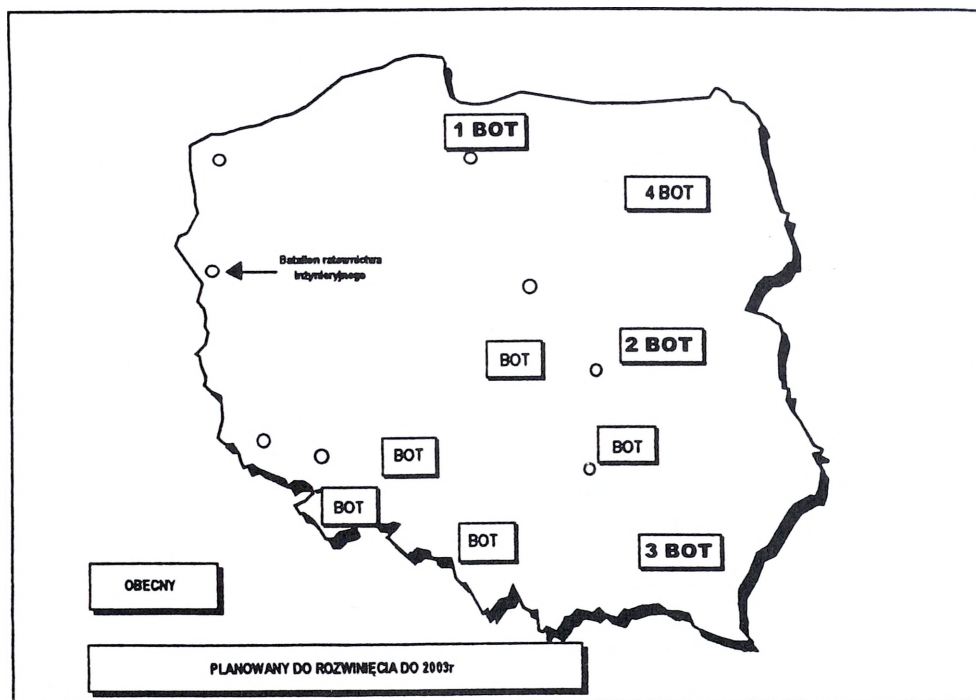 1 BOT
4 BOT
Batalion ratownictwa
inżynieryjnego
2 BOT
BOT
BOT
BOT
BOT
BOT
3 BOT
OBECNY
PLANOWANY DO ROZWINIĘCIA DO 2003r